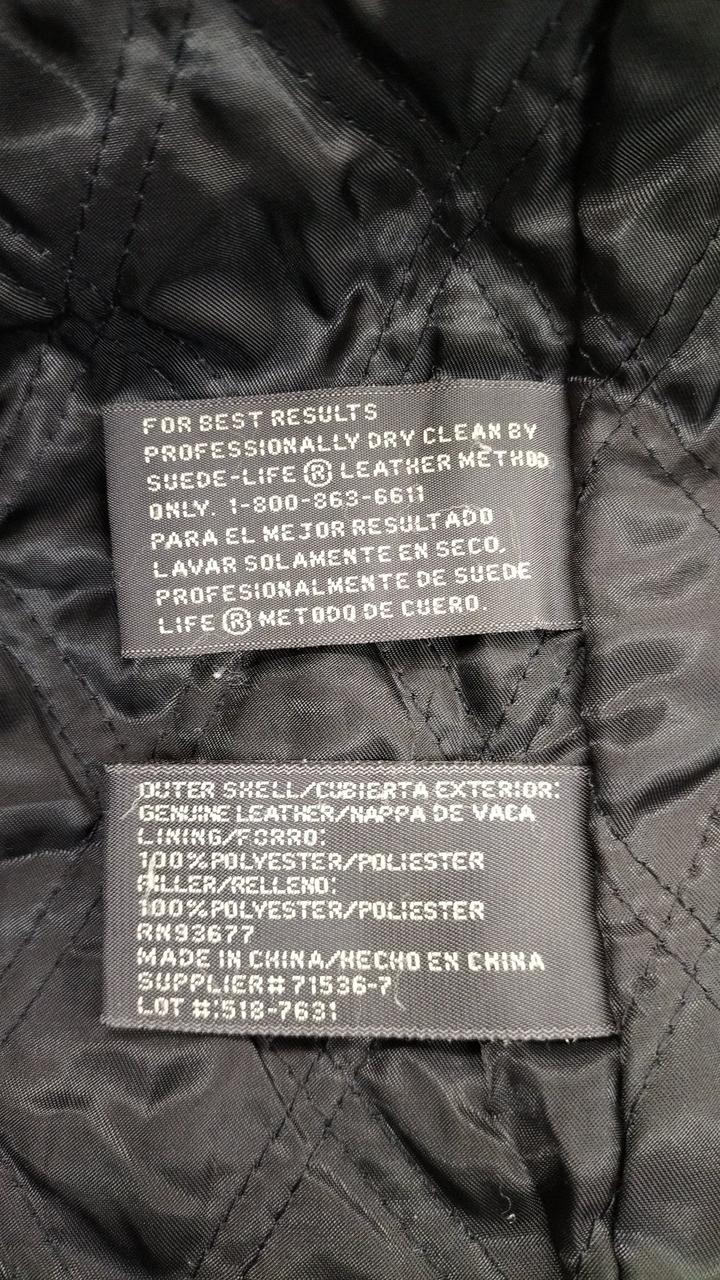 FOR BEST RESULTS
PROFESSIONALLY DRY CLEAN BY
SUEDE-LIFE ® LEATHER METHOD
ONLY. 1-800-863-6611
PARA EL MEJOR RESULTADO
LAVAR SOLAMENTE EN SECO,
PROFESIONALMENTE DE SUEDE
LIFE ® METODO DE CUERO.
OUTER SHELL/CUBIERTA EXTERIOR:
GENUINE LEATHER/NAPPA DE VACA
LINING/FORRO:
100%POLYESTER/POLIESTER
FILLER/RELLENO:
100%POLYESTER/POLIESTER
RN93677
MADE IN CHINA/HECHO EN CHINA
SUPPLIER# 71536-7
LOT #:518-7631